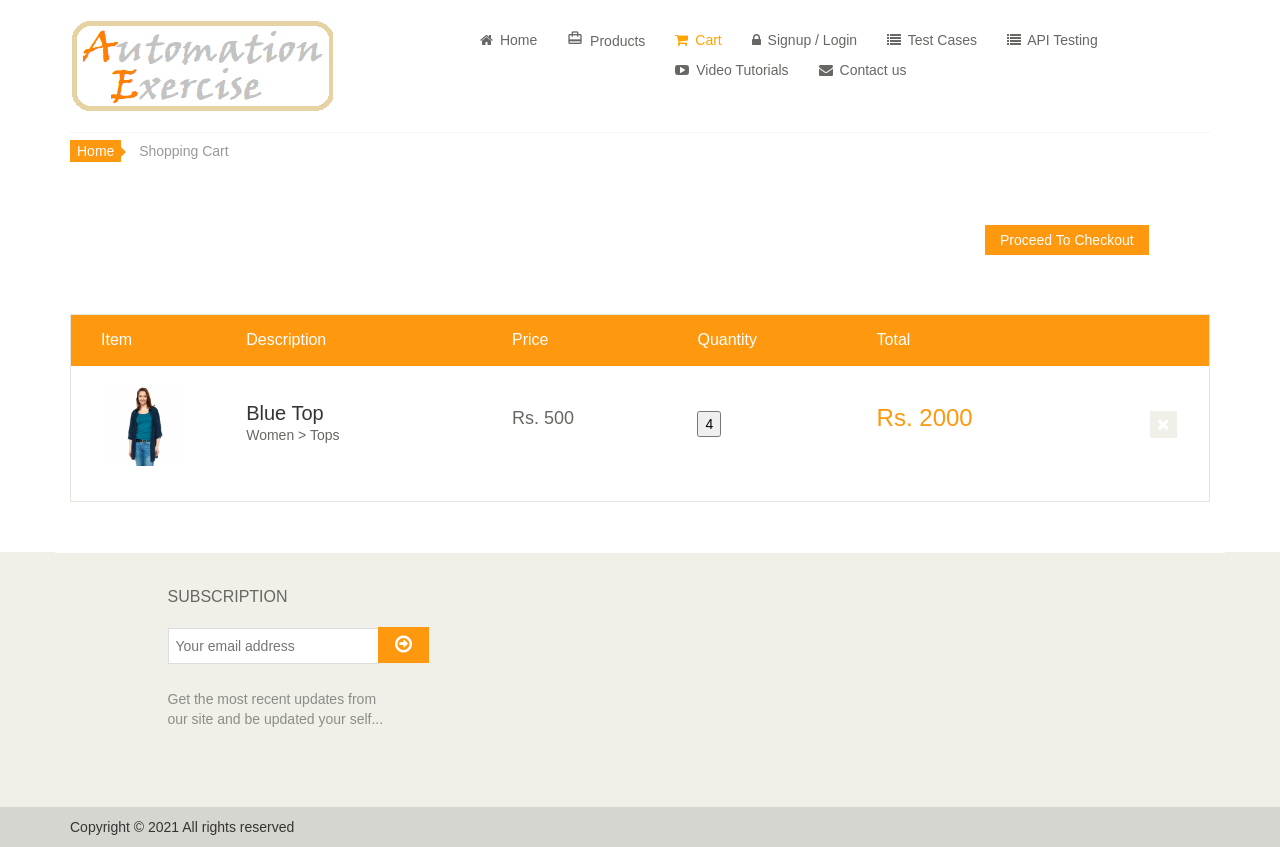 Automation
Exercise
Home
Products
Cart
Signup / Login
Test Cases
API Testing
Video Tutorials
Contact us
Home
Shopping Cart
Proceed To Checkout
Item Description Price Quantity Total
Blue Top
Women > Tops
Rs. 500
4
Rs. 2000
SUBSCRIPTION
Your email address
Get the most recent updates from
our site and be updated your self...
Copyright © 2021 All rights reserved